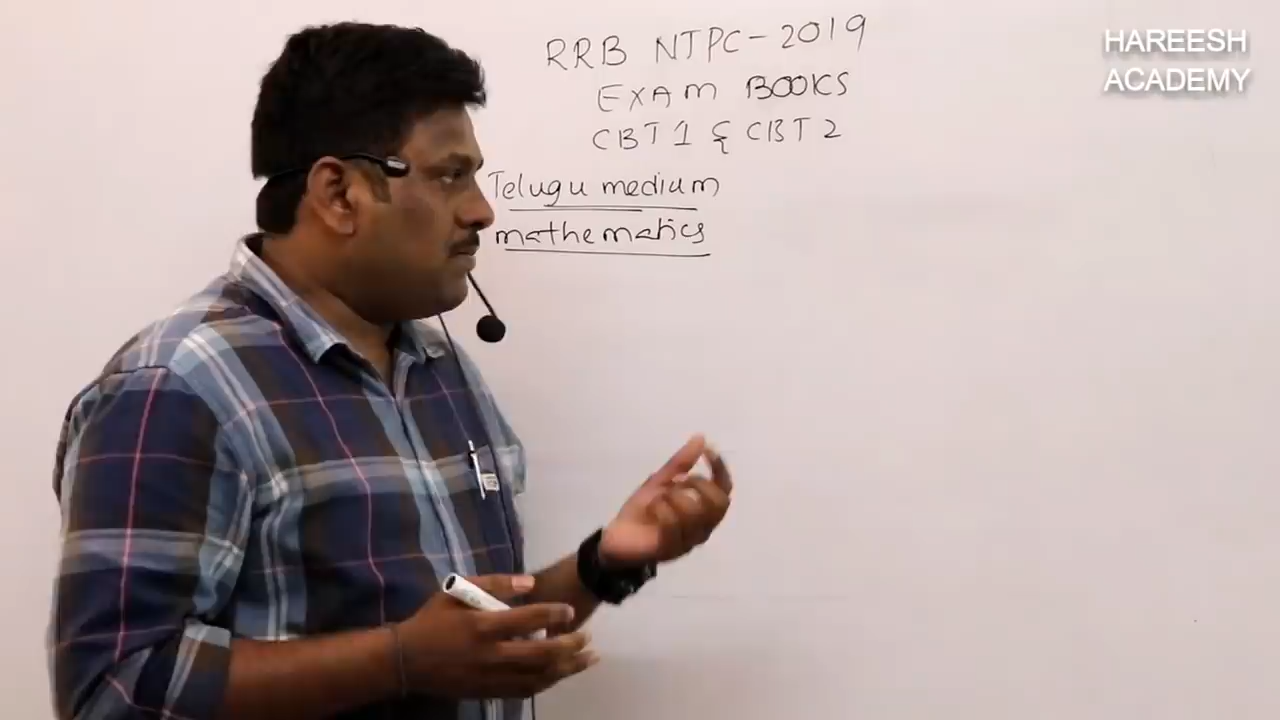 RRB NTPC-2019
EXAM BOOKS
CBT 1 & CBT 2
Telugu medium
mathematics
HAREESH
ACADEMY